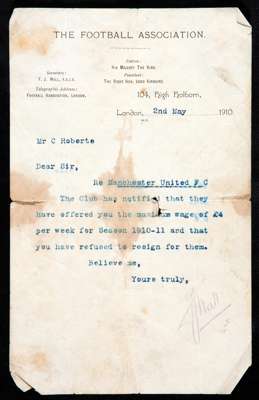 THE FOOTBALL ASSOCIATION.
Patron:
His Majesty The King.
President:
The Right Hon. Lord Kinnaird.
Secretary:
F. J. Wall, F.C.I.S.
Telegraphic Address:
Football Association, London.
104, High Holborn,
London, 2nd May 1910
W.C.
Mr C Roberts
Dear Sir,
Re Manchester United F C
The Club has notified that they
have offered you the maximum wage of £4
per week for Season 1910-11 and that
you have refused to resign for them.
Believe me,
Yours truly,
FJWall